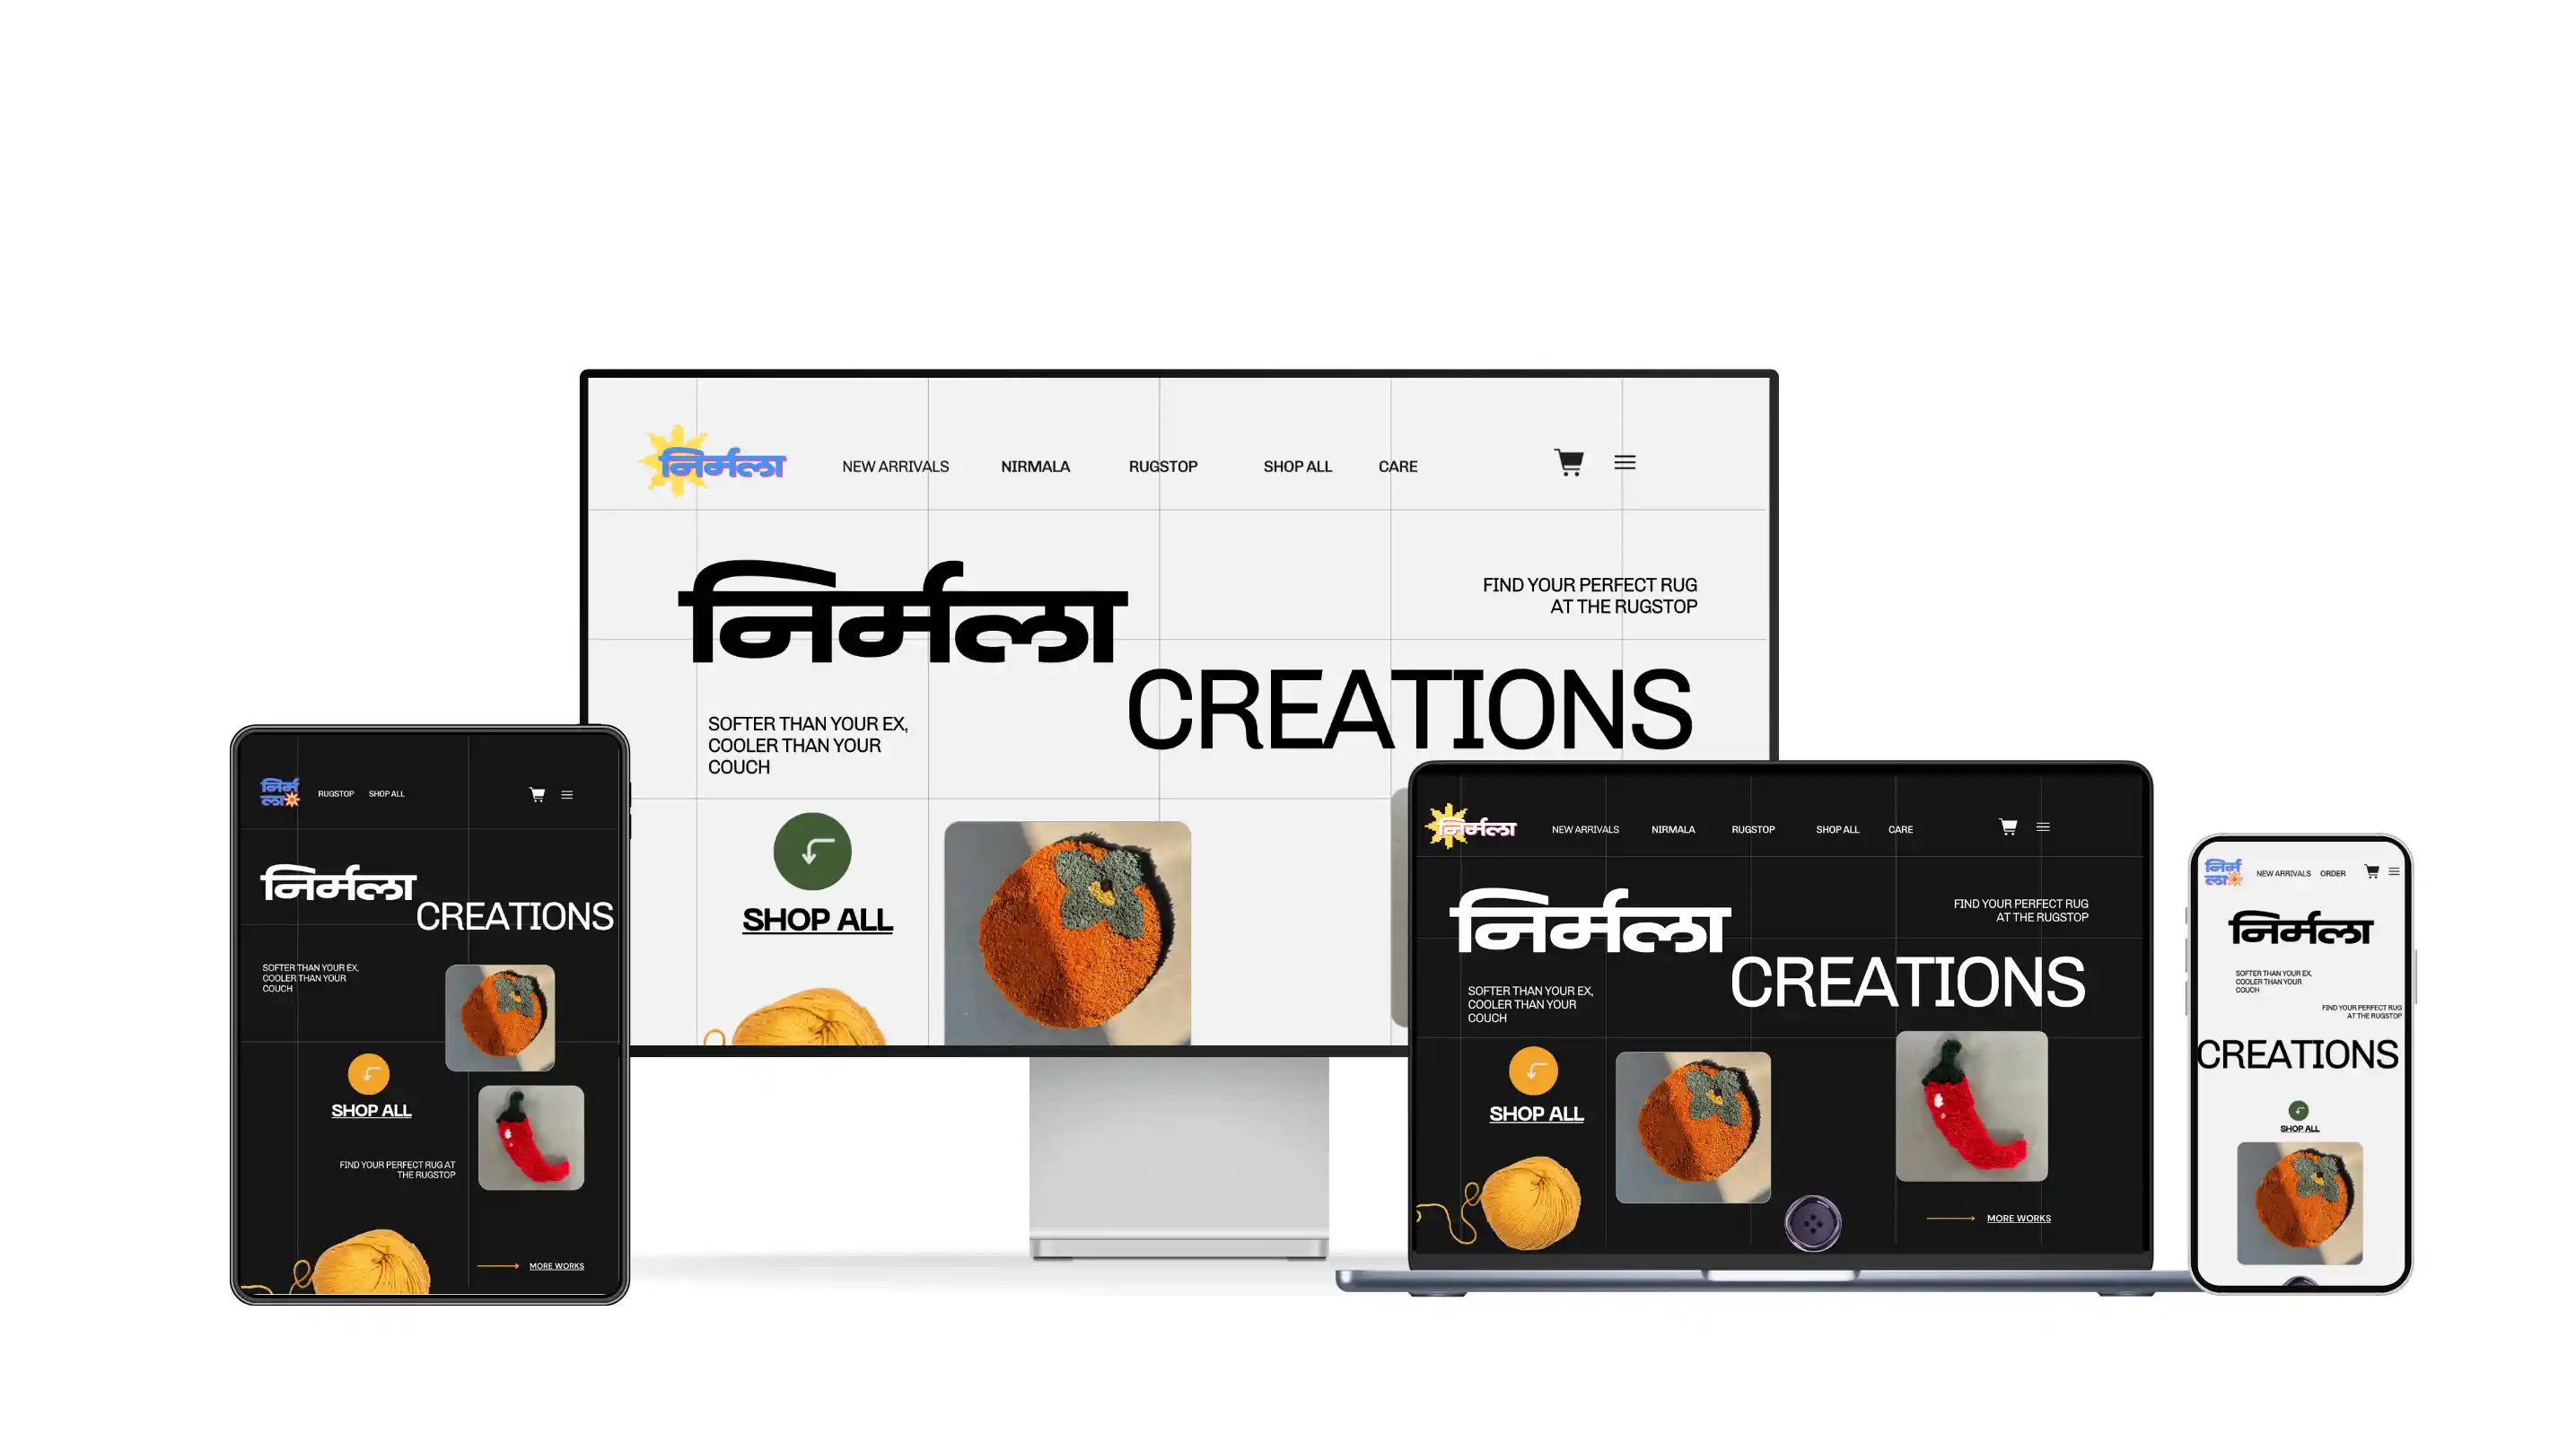 निर्मला
NEW ARRIVALS NIRMALA RUGSTOP SHOP ALL CARE
निर्मला
FIND YOUR PERFECT RUG
AT THE RUGSTOP
CREATIONS
SOFTER THAN YOUR EX,
COOLER THAN YOUR
COUCH
SHOP ALL
निर्म
ला
RUGSTOP SHOP ALL
निर्मला
CREATIONS
SOFTER THAN YOUR EX,
COOLER THAN YOUR
COUCH
SHOP ALL
FIND YOUR PERFECT RUG AT
THE RUGSTOP
MORE WORKS
निर्मला
NEW ARRIVALS NIRMALA RUGSTOP SHOP ALL CARE
निर्मला
FIND YOUR PERFECT RUG
AT THE RUGSTOP
CREATIONS
SOFTER THAN YOUR EX,
COOLER THAN YOUR
COUCH
SHOP ALL
MORE WORKS
निर्म
ला
NEW ARRIVALS ORDER
निर्मला
SOFTER THAN YOUR EX,
COOLER THAN YOUR
COUCH
FIND YOUR PERFECT RUG
AT THE RUGSTOP
CREATIONS
SHOP ALL